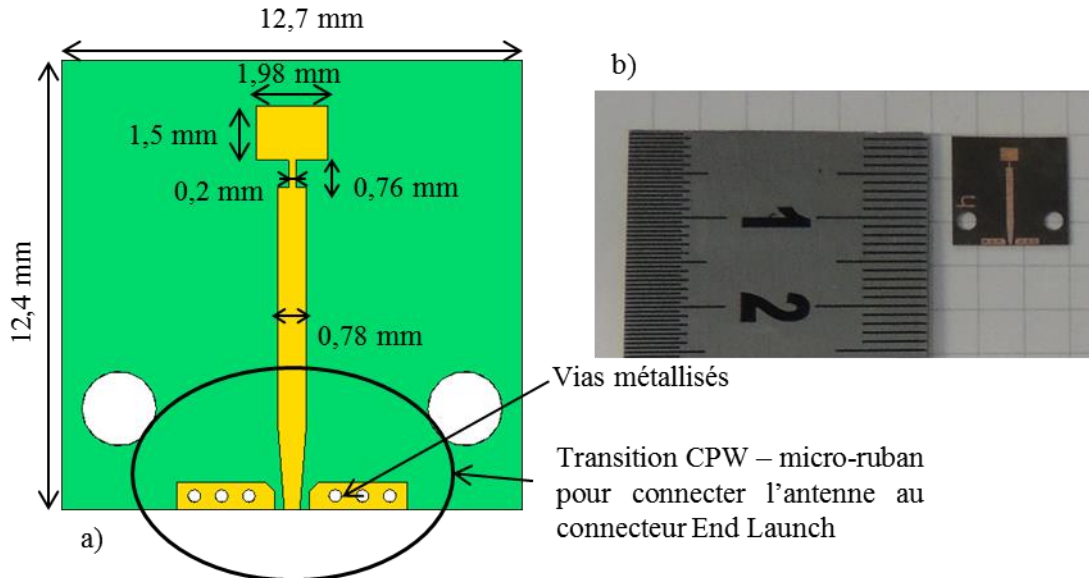 12,7 mm
b)
1,98 mm
1,5 mm
0,2 mm
0,76 mm
12,4 mm
0,78 mm
1
2
h
Vias métallisés
Transition CPW – micro-ruban
pour connecter l'antenne au
connecteur End Launch
a)